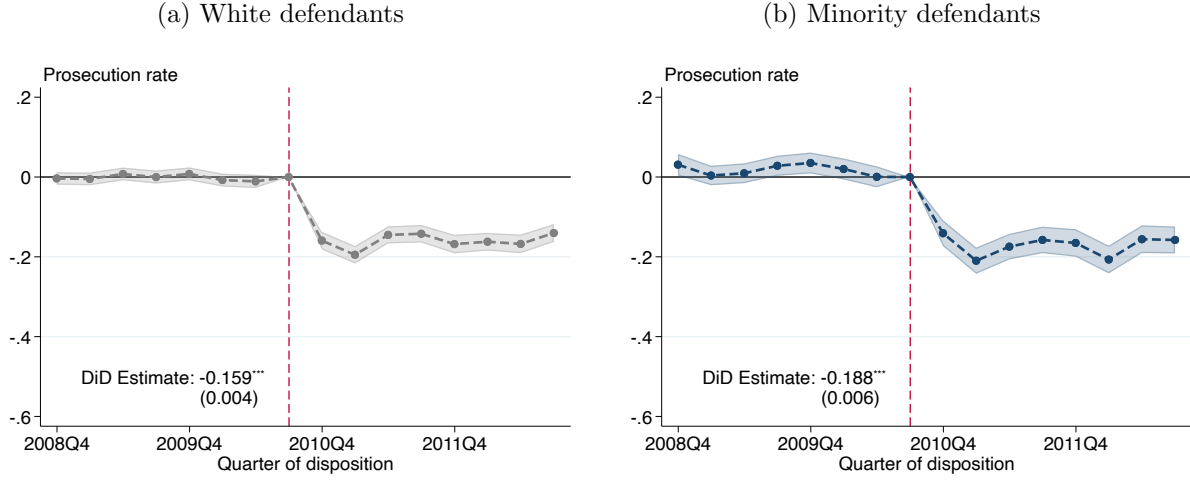 (a) White defendants
Prosecution rate
.2
0
-.2
-.4
-.6
DiD Estimate: -0.159***
(0.004)
2008Q4 2009Q4 2010Q4 2011Q4
Quarter of disposition
(b) Minority defendants
Prosecution rate
.2
0
-.2
-.4
-.6
DiD Estimate: -0.188***
(0.006)
2008Q4 2009Q4 2010Q4 2011Q4
Quarter of disposition